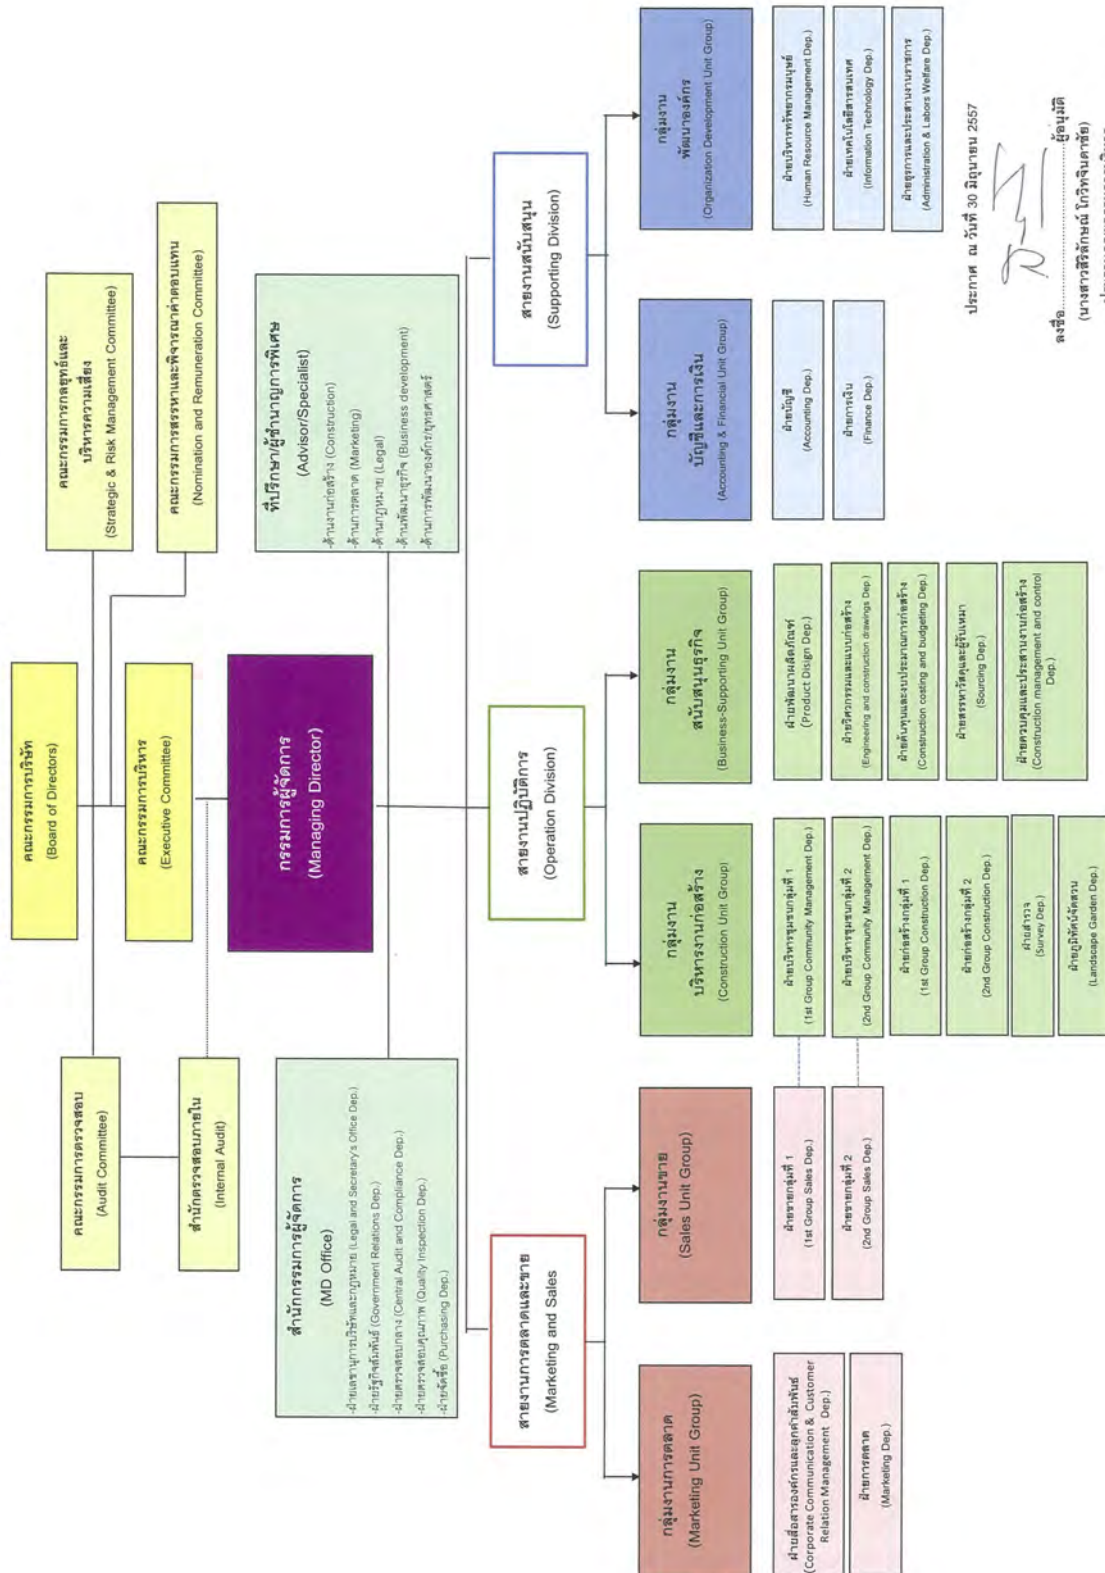 คณะกรรมการบริษัท
(Board of Directors)
คณะกรรมการบริหาร
(Executive Committee)
คณะกรรมการตรวจสอบ
(Audit Committee)
สำนักตรวจสอบภายใน
(Internal Audit)
คณะกรรมการกลยุทธ์และ
บริหารความเสี่ยง
(Strategic & Risk Management Committee)
คณะกรรมการสรรหาและพิจารณาค่าตอบแทน
(Nomination and Remuneration Committee)
กรรมการผู้จัดการ
(Managing Director)
สำนักกรรมการผู้จัดการ
(MD Office)
-ฝ่ายเลขานุการบริษัทและกฎหมาย (Legal and Secretary's Office Dep.)
-ฝ่ายรัฐกิจสัมพันธ์ (Government Relations Dep.)
-ฝ่ายตรวจสอบกลาง (Central Audit and Compliance Dep.)
-ฝ่ายตรวจสอบคุณภาพ (Quality Inspection Dep.)
-ฝ่ายจัดซื้อ (Purchasing Dep.)
ที่ปรึกษา/ผู้ชำนาญการพิเศษ
(Advisor/Specialist)
-ด้านงานก่อสร้าง (Construction)
-ด้านการตลาด (Marketing)
-ด้านกฎหมาย (Legal)
-ด้านพัฒนาธุรกิจ (Business development)
-ด้านการพัฒนาองค์กร/ยุทธศาสตร์
สายงานการตลาดและขาย
(Marketing and Sales
สายงานปฏิบัติการ
(Operation Division)
สายงานสนับสนุน
(Supporting Division)
กลุ่มงานการตลาด
(Marketing Unit Group)
ฝ่ายสื่อสารองค์กรและลูกค้าสัมพันธ์
(Corporate Communication & Customer
Relation Management Dep.)
ฝ่ายการตลาด
(Marketing Dep.)
กลุ่มงานขาย
(Sales Unit Group)
ฝ่ายขายกลุ่มที่ 1
(1st Group Sales Dep.)
ฝ่ายขายกลุ่มที่ 2
(2nd Group Sales Dep.)
กลุ่มงาน
บริหารงานก่อสร้าง
(Construction Unit Group)
ฝ่ายบริหารชุมชนกลุ่มที่ 1
(1st Group Community Management Dep.)
ฝ่ายบริหารชุมชนกลุ่มที่ 2
(2nd Group Community Management Dep.)
ฝ่ายก่อสร้างกลุ่มที่ 1
(1st Group Construction Dep.)
ฝ่ายก่อสร้างกลุ่มที่ 2
(2nd Group Construction Dep.)
ฝ่ายสำรวจ
(Survey Dep.)
ฝ่ายภูมิทัศน์จัดสวน
(Landscape Garden Dep.)
กลุ่มงาน
สนับสนุนธุรกิจ
(Business-Supporting Unit Group)
ฝ่ายพัฒนาผลิตภัณฑ์
(Product Disign Dep.)
ฝ่ายวิศวกรรมและแบบก่อสร้าง
(Engineering and construction drawings Dep.)
ฝ่ายต้นทุนและงบประมาณการก่อสร้าง
(Construction costing and budgeting Dep.)
ฝ่ายสรรหาวัสดุและผู้รับเหมา
(Sourcing Dep.)
ฝ่ายควบคุมและประสานงานก่อสร้าง
(Construction management and control
Dep.)
กลุ่มงาน
บัญชีและการเงิน
(Accounting & Financial Unit Group)
ฝ่ายบัญชี
(Accounting Dep.)
ฝ่ายการเงิน
(Finance Dep.)
กลุ่มงาน
พัฒนาองค์กร
(Organization Development Unit Group)
ฝ่ายบริหารทรัพยากรมนุษย์
(Human Resource Management Dep.)
ฝ่ายเทคโนโลยีสารสนเทศ
(Information Technology Dep.)
ฝ่ายธุรการและประสานงานราชการ
(Administration & Labors Welfare Dep.)
ประกาศ ณ วันที่ 30 มิถุนายน 2557
ลงชื่อ..............................ผู้อนุมัติ
(นางสาวสิริลักษณ์ โกวิทจินดาชัย)